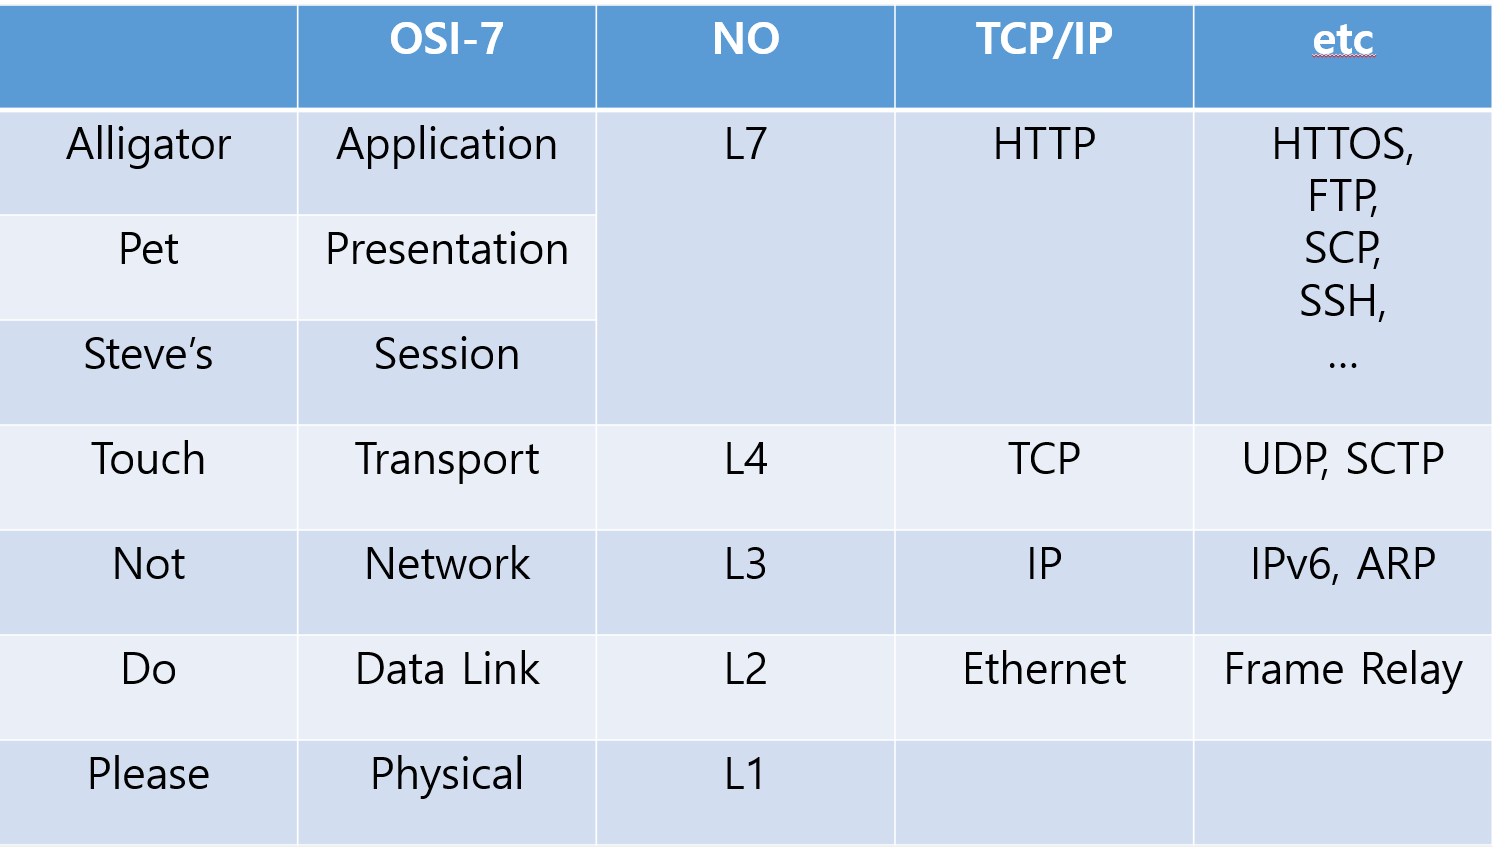 OSI-7 NO TCP/IP etc
Alligator Application L7 HTTP HTTOS,
FTP,
SCP,
SSH,
...
Pet Presentation
Steve’s Session
Touch Transport L4 TCP UDP, SCTP
Not Network L3 IP IPv6, ARP
Do Data Link L2 Ethernet Frame Relay
Please Physical L1